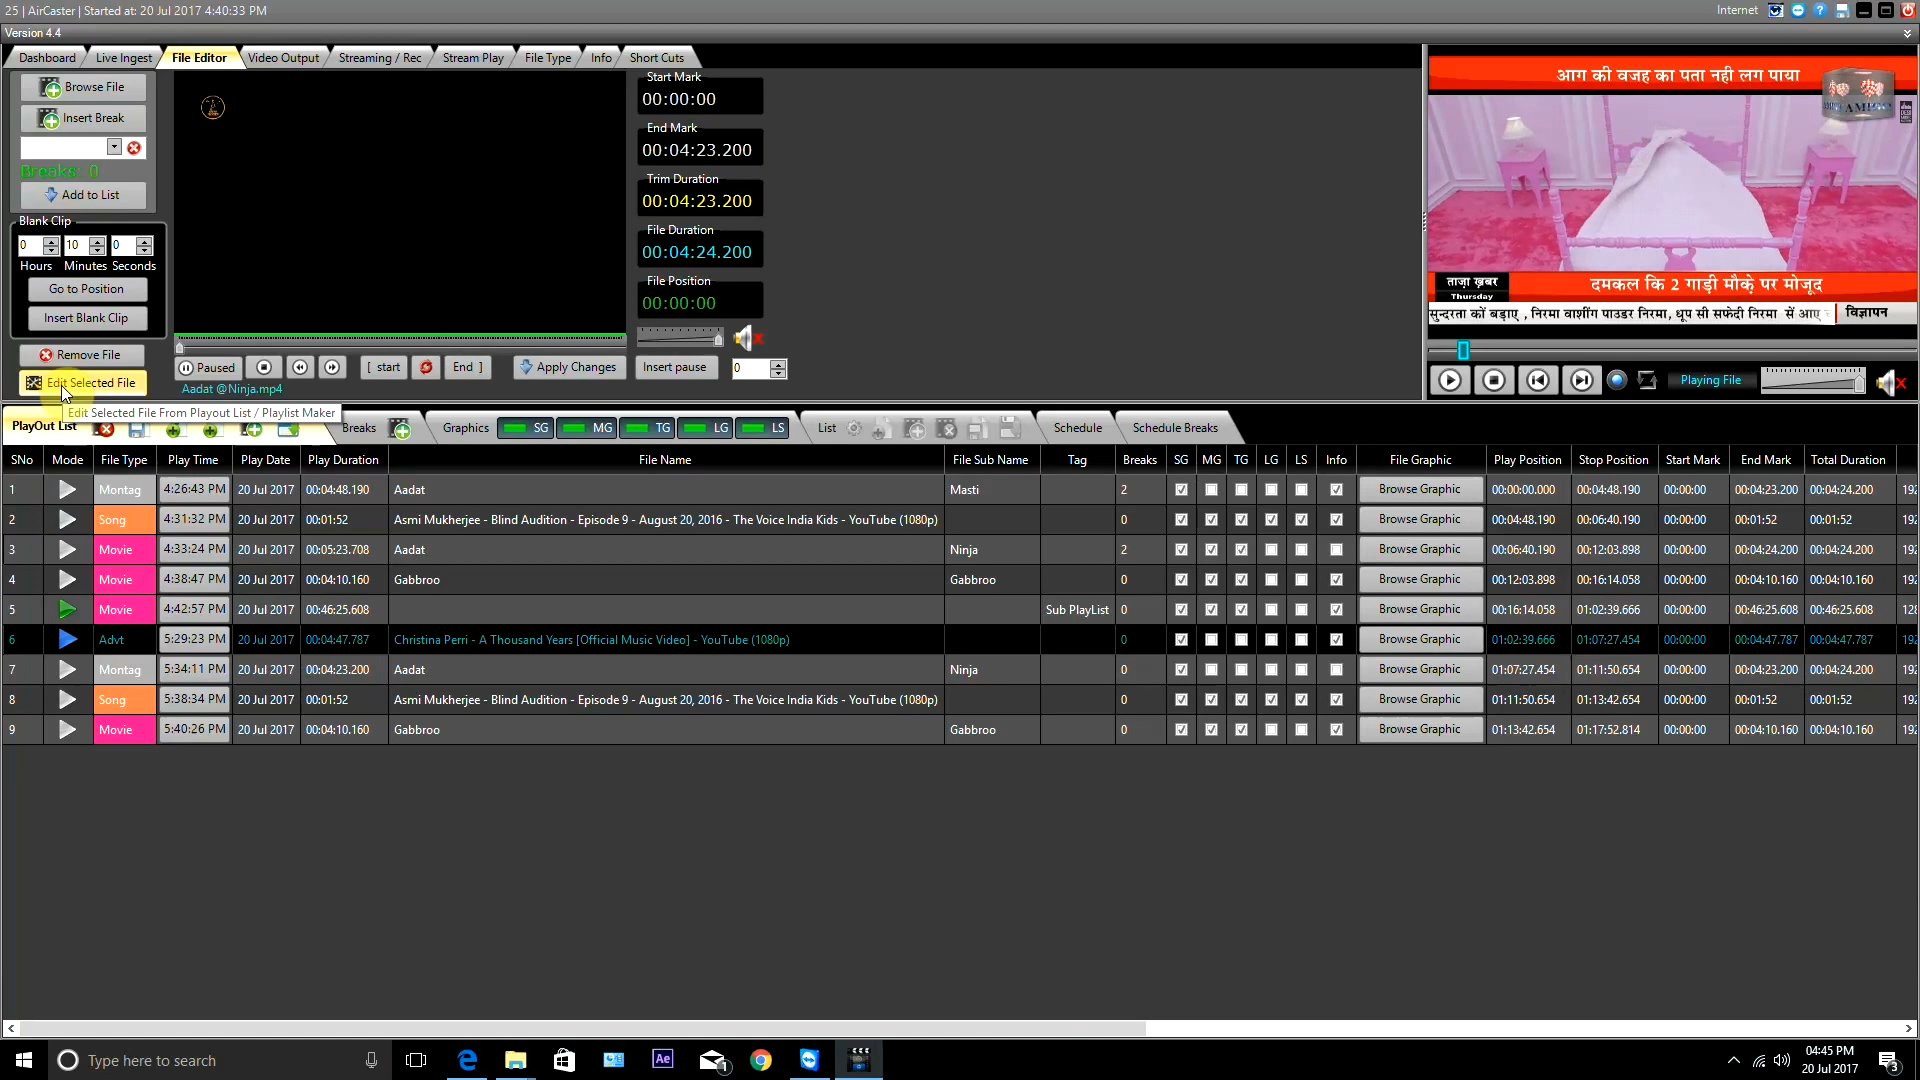 25 | AirCaster | Started at: 20 Jul 2017 4:40:33 PM
Internet
Version 4.4
Dashboard Live Ingest File Editor Video Output Streaming / Rec Stream Play File Type Info Short Cuts
Browse File
Insert Break
Breaks: 0
Add to List
Blank Clip
0 10 0
Hours Minutes Seconds
Go to Position
Insert Blank Clip
Remove File
Edit Selected File
Edit Selected File From Playout List / Playlist Maker
Start Mark
00:00:00
End Mark
00:04:23.200
Trim Duration
00:04:23.200
File Duration
00:04:24.200
File Position
00:00:00
Paused [ start End ] Apply Changes Insert pause 0
Aadat @Ninja.mp4
आग की वजह का पता नही लग पाया
ताज़ा ख़बर
Thursday
दमकल कि 2 गाड़ी मौके़ पर मोजूद
सुन्दरता कों बड़ाए , निरमा वाशींग पाउडर निरमा, धूप सी सफेदी निरमा सें आए
विज्ञापन
Playing File
PlayOut List Breaks Graphics SG MG TG LG LS List Schedule Schedule Breaks
SNo Mode File Type Play Time Play Date Play Duration File Name File Sub Name Tag Breaks SG MG TG LG LS Info File Graphic Play Position Stop Position Start Mark End Mark Total Duration
1 Montag 4:26:43 PM 20 Jul 2017 00:04:48.190 Aadat Masti 2 Browse Graphic 00:00:00.000 00:04:48.190 00:00:00 00:04:23.200 00:04:24.200 192
2 Song 4:31:32 PM 20 Jul 2017 00:01:52 Asmi Mukherjee - Blind Audition - Episode 9 - August 20, 2016 - The Voice India Kids - YouTube (1080p) 0 Browse Graphic 00:04:48.190 00:06:40.190 00:00:00 00:01:52 00:01:52 192
3 Movie 4:33:24 PM 20 Jul 2017 00:05:23.708 Aadat Ninja 2 Browse Graphic 00:06:40.190 00:12:03.898 00:00:00 00:04:24.200 00:04:24.200 192
4 Movie 4:38:47 PM 20 Jul 2017 00:04:10.160 Gabbroo Gabbroo 0 Browse Graphic 00:12:03.898 00:16:14.058 00:00:00 00:04:10.160 00:04:10.160 192
5 Movie 4:42:57 PM 20 Jul 2017 00:46:25.608 Sub PlayList 0 Browse Graphic 00:16:14.058 01:02:39.666 00:00:00 00:46:25.608 00:46:25.608 128
6 Advt 5:29:23 PM 20 Jul 2017 00:04:47.787 Christina Perri - A Thousand Years [Official Music Video] - YouTube (1080p) 0 Browse Graphic 01:02:39.666 01:07:27.454 00:00:00 00:04:47.787 00:04:47.787 192
7 Montag 5:34:11 PM 20 Jul 2017 00:04:23.200 Aadat Ninja 0 Browse Graphic 01:07:27.454 01:11:50.654 00:00:00 00:04:23.200 00:04:24.200 192
8 Song 5:38:34 PM 20 Jul 2017 00:01:52 Asmi Mukherjee - Blind Audition - Episode 9 - August 20, 2016 - The Voice India Kids - YouTube (1080p) 0 Browse Graphic 01:11:50.654 01:13:42.654 00:00:00 00:01:52 00:01:52 192
9 Movie 5:40:26 PM 20 Jul 2017 00:04:10.160 Gabbroo Gabbroo 0 Browse Graphic 01:13:42.654 01:17:52.814 00:00:00 00:04:10.160 00:04:10.160 192
Type here to search
Ae
1
04:45 PM
20 Jul 2017
3